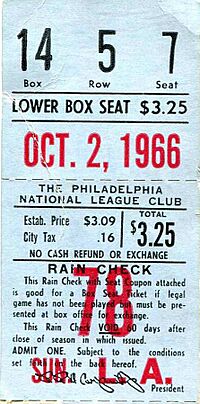 14 5 7
Box Row Seat
LOWER BOX SEAT $3.25
OCT. 2, 1966
THE PHILADELPHIA
NATIONAL LEAGUE CLUB
Estab. Price $3.09 TOTAL
City Tax .16 $3.25
NO CASH REFUND OR EXCHANGE
RAIN CHECK
78
This Rain Check with Seat Coupon attached
is good for a Box Seat Ticket if legal
game has not been played but must be presented
at box office for exchange.
This Rain Check VOID 60 days after
close of season in which issued.
ADMIT ONE. Subject to the conditions
set on the back hereof.
SUN. L.A.
President